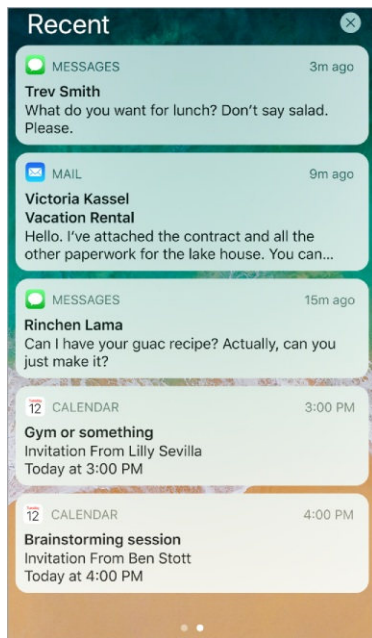 Recent
MESSAGES 3m ago
Trev Smith
What do you want for lunch? Don't say salad.
Please.
MAIL 9m ago
Victoria Kassel
Vacation Rental
Hello. I've attached the contract and all the
other paperwork for the lake house. You can...
MESSAGES 15m ago
Rinchen Lama
Can I have your guac recipe? Actually, can you
just make it?
12 CALENDAR 3:00 PM
Gym or something
Invitation From Lilly Sevilla
Today at 3:00 PM
12 CALENDAR 4:00 PM
Brainstorming session
Invitation From Ben Stott
Today at 4:00 PM